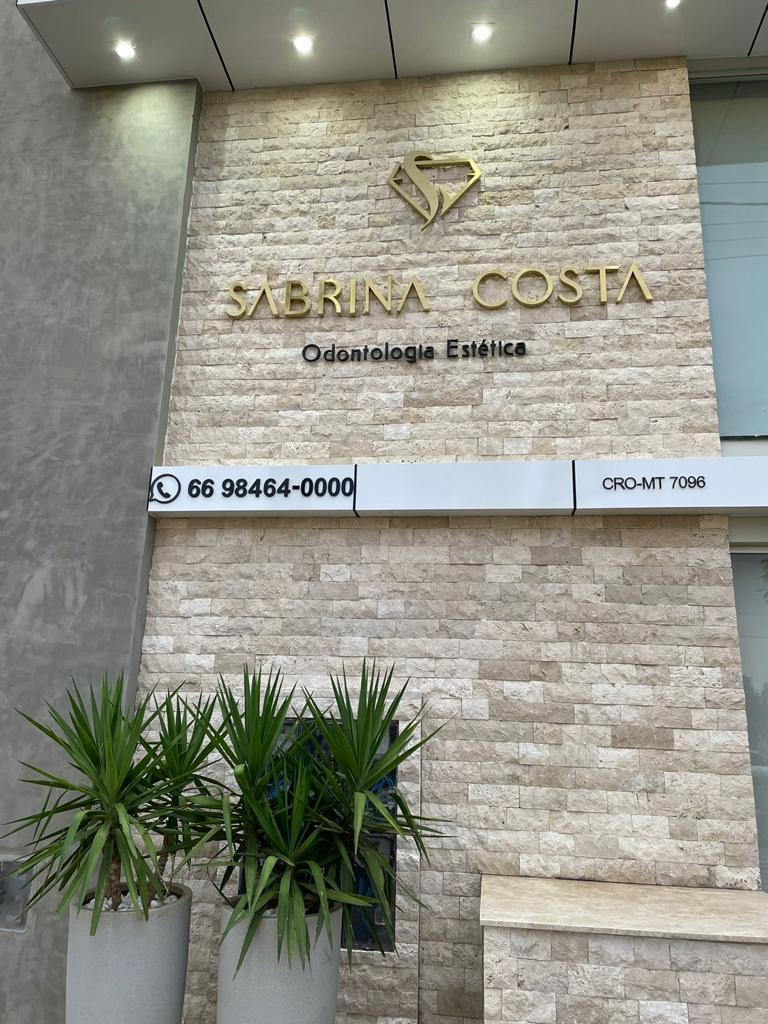 SABRINA COSTA
Odontologia Estética
66 98464-0000
CRO-MT 7096